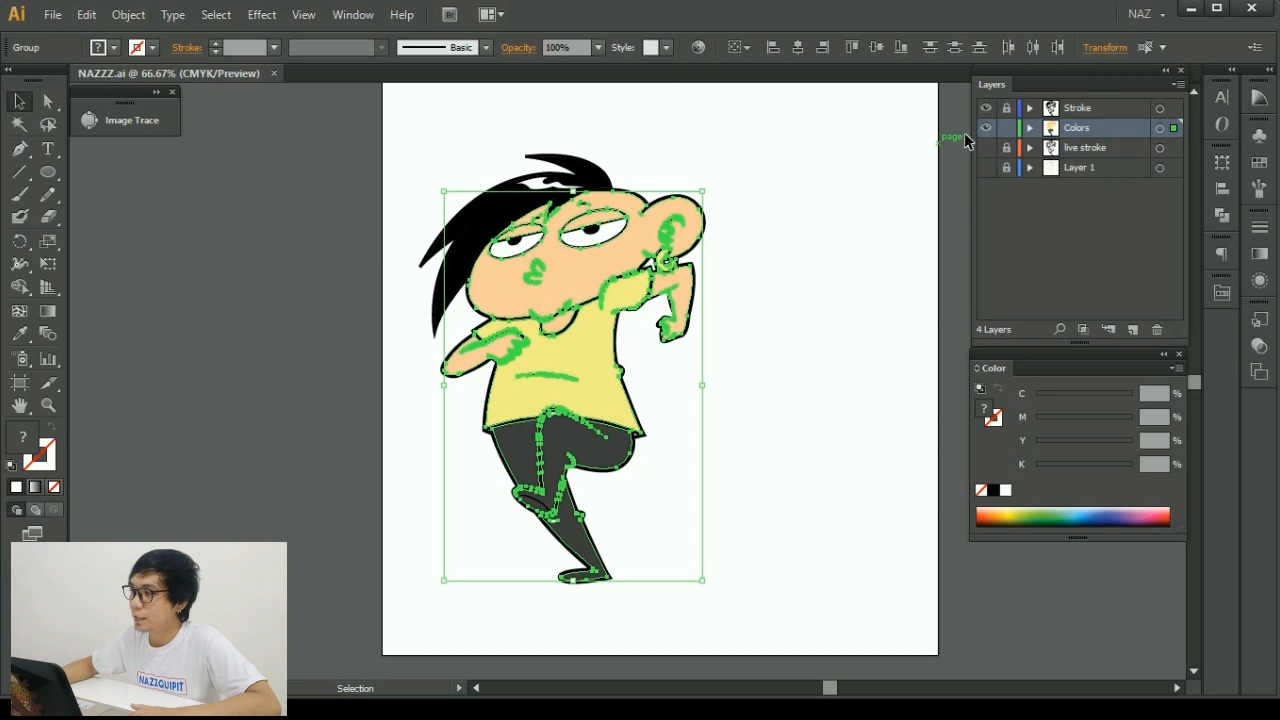 Ai File Edit Object Type Select Effect View Window Help Br NAZ
Group ? Stroke: Basic Opacity: 100% Style: Transform
NAZZZ.ai @ 66.67% (CMYK/Preview)
Image Trace
Layers
Stroke
Colors
live stroke
Layer 1
4 Layers
page
Color
C %
M %
Y %
K %
?
?
NAZZQUIPIT
Selection